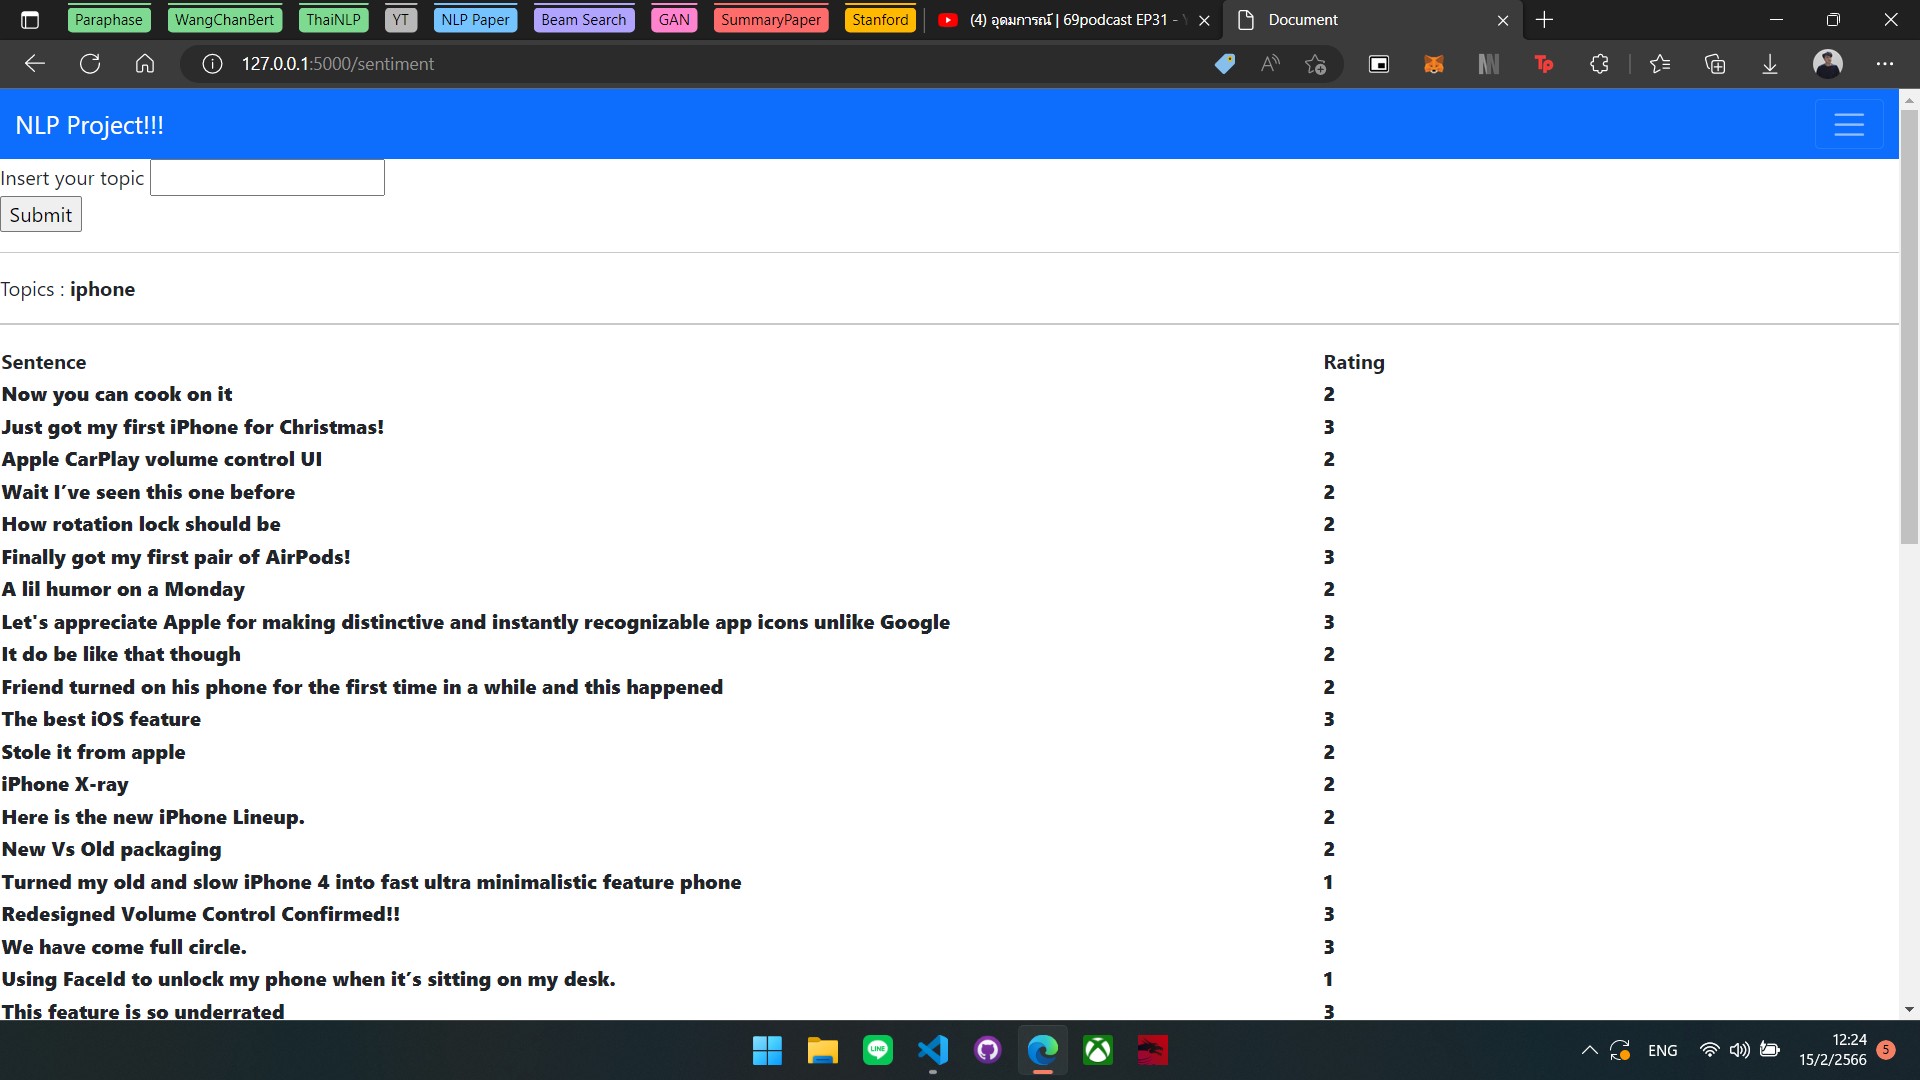 Paraphase WangChanBert ThaiNLP YT NLP Paper Beam Search GAN SummaryPaper Stanford (4) อุดมการณ์ | 69podcast EP31 - Document
127.0.0.1:5000/sentiment
NLP Project!!!
Insert your topic
Submit
Topics : iphone
Sentence Rating
Now you can cook on it 2
Just got my first iPhone for Christmas! 3
Apple CarPlay volume control UI 2
Wait I’ve seen this one before 2
How rotation lock should be 2
Finally got my first pair of AirPods! 3
A lil humor on a Monday 2
Let's appreciate Apple for making distinctive and instantly recognizable app icons unlike Google 3
It do be like that though 2
Friend turned on his phone for the first time in a while and this happened 2
The best iOS feature 3
Stole it from apple 2
iPhone X-ray 2
Here is the new iPhone Lineup. 2
New Vs Old packaging 2
Turned my old and slow iPhone 4 into fast ultra minimalistic feature phone 1
Redesigned Volume Control Confirmed!! 3
We have come full circle. 3
Using FaceId to unlock my phone when it’s sitting on my desk. 1
This feature is so underrated 3
LINE
ENG 12:24 5
15/2/2566